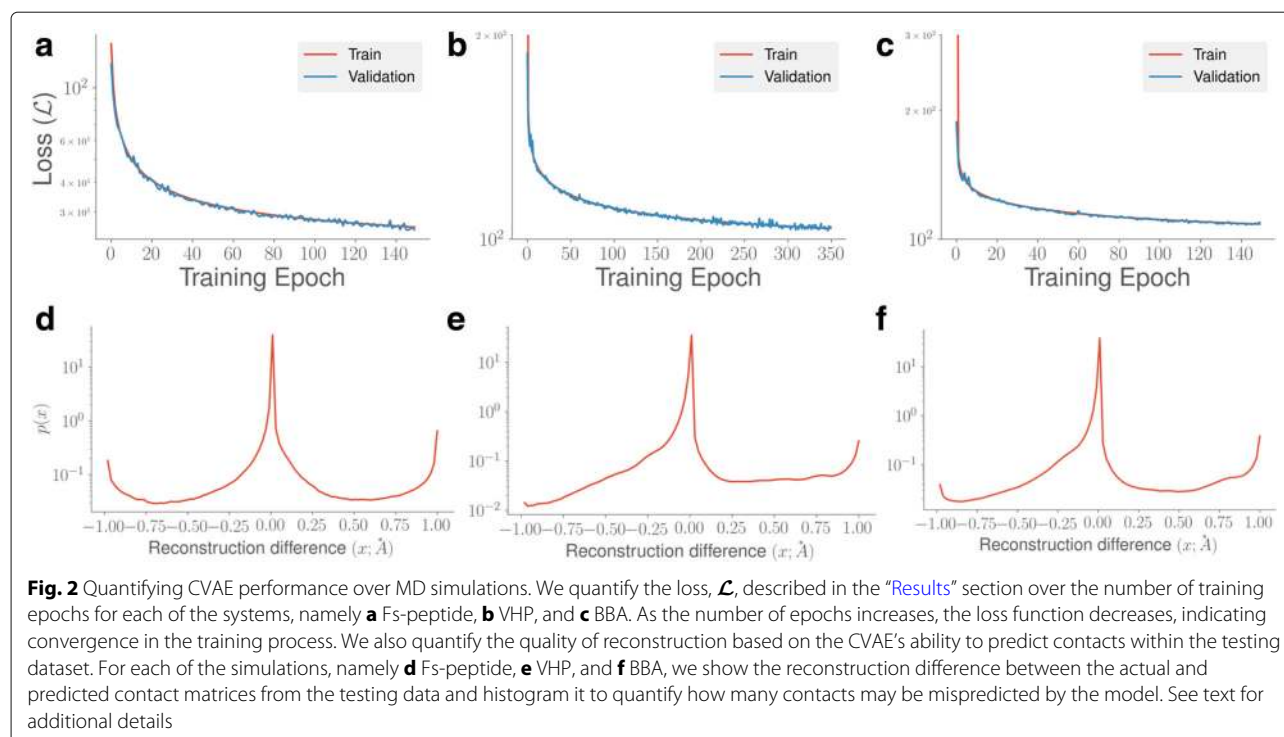 a
b
c
Train
Validation
Train
Validation
Train
Validation
Loss (ℒ)
10²
6 × 10¹
4 × 10¹
3 × 10¹
2 × 10²
10²
3 × 10²
2 × 10²
10²
0 20 40 60 80 100 120 140
0 50 100 150 200 250 300 350
0 20 40 60 80 100 120 140
Training Epoch
Training Epoch
Training Epoch
d
e
f
p(x)
10¹
10⁰
10⁻¹
10¹
10⁰
10⁻¹
10⁻²
10¹
10⁰
10⁻¹
−1.00 −0.75 −0.50 −0.25 0.00 0.25 0.50 0.75 1.00
−1.00 −0.75 −0.50 −0.25 0.00 0.25 0.50 0.75 1.00
−1.00 −0.75 −0.50 −0.25 0.00 0.25 0.50 0.75 1.00
Reconstruction difference (x; Å)
Reconstruction difference (x; Å)
Reconstruction difference (x; Å)
Fig. 2 Quantifying CVAE performance over MD simulations. We quantify the loss, ℒ, described in the “Results” section over the number of training
epochs for each of the systems, namely a Fs-peptide, b VHP, and c BBA. As the number of epochs increases, the loss function decreases, indicating
convergence in the training process. We also quantify the quality of reconstruction based on the CVAE’s ability to predict contacts within the testing
dataset. For each of the simulations, namely d Fs-peptide, e VHP, and f BBA, we show the reconstruction difference between the actual and
predicted contact matrices from the testing data and histogram it to quantify how many contacts may be mispredicted by the model. See text for
additional details